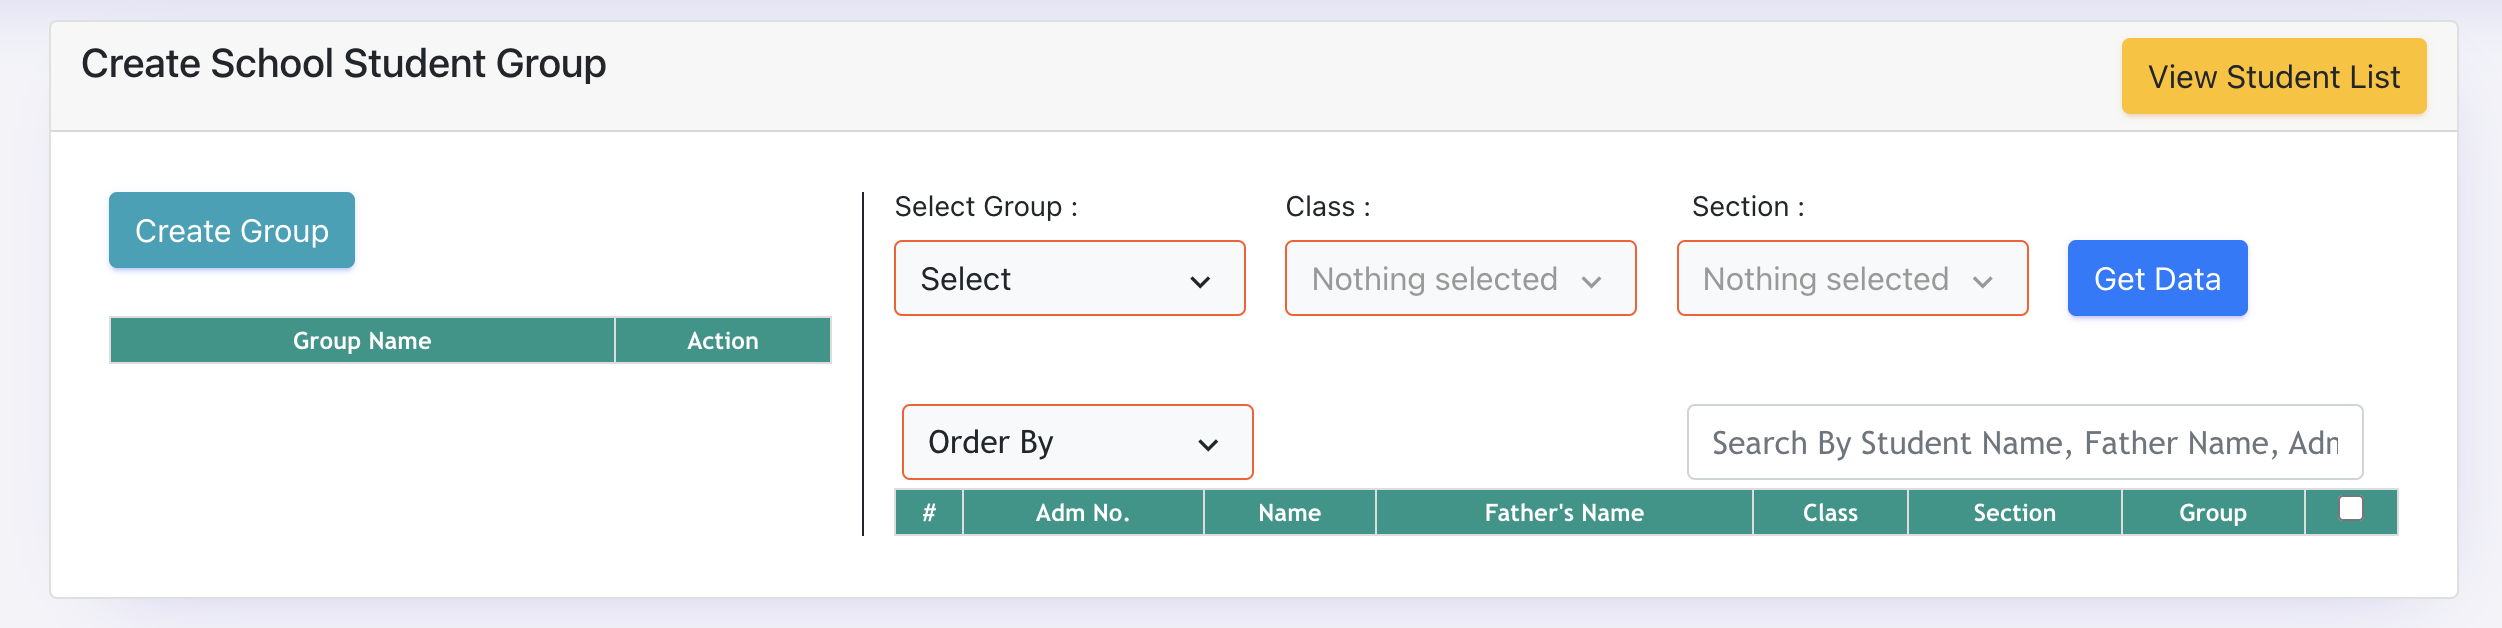 Create School Student Group
View Student List
Create Group
Group Name Action
Select Group : Class : Section :
Select Nothing selected Nothing selected Get Data
Order By Search By Student Name, Father Name,
# Adm No. Name Father's Name Class Section Group